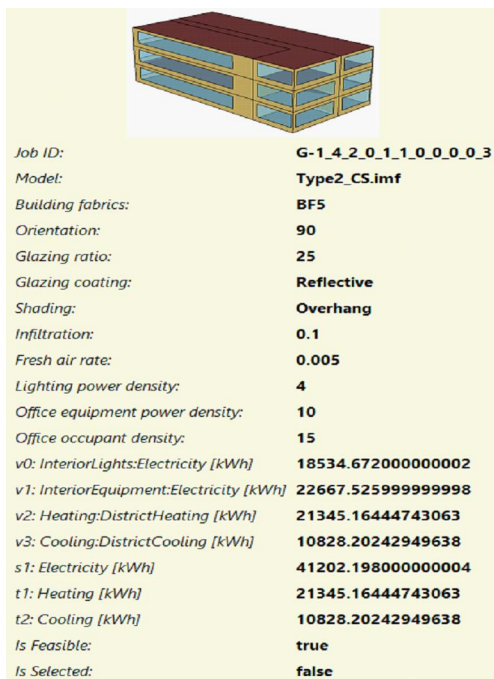 Job ID: G-1_4_2_0_1_1_0_0_0_0_3
Model: Type2_CS.imf
Building fabrics: BF5
Orientation: 90
Glazing ratio: 25
Glazing coating: Reflective
Shading: Overhang
Infiltration: 0.1
Fresh air rate: 0.005
Lighting power density: 4
Office equipment power density: 10
Office occupant density: 15
v0: InteriorLights:Electricity [kWh] 18534.672000000002
v1: InteriorEquipment:Electricity [kWh] 22667.525999999998
v2: Heating:DistrictHeating [kWh] 21345.16444743063
v3: Cooling:DistrictCooling [kWh] 10828.20242949638
s1: Electricity [kWh] 41202.198000000004
t1: Heating [kWh] 21345.16444743063
t2: Cooling [kWh] 10828.20242949638
Is Feasible: true
Is Selected: false